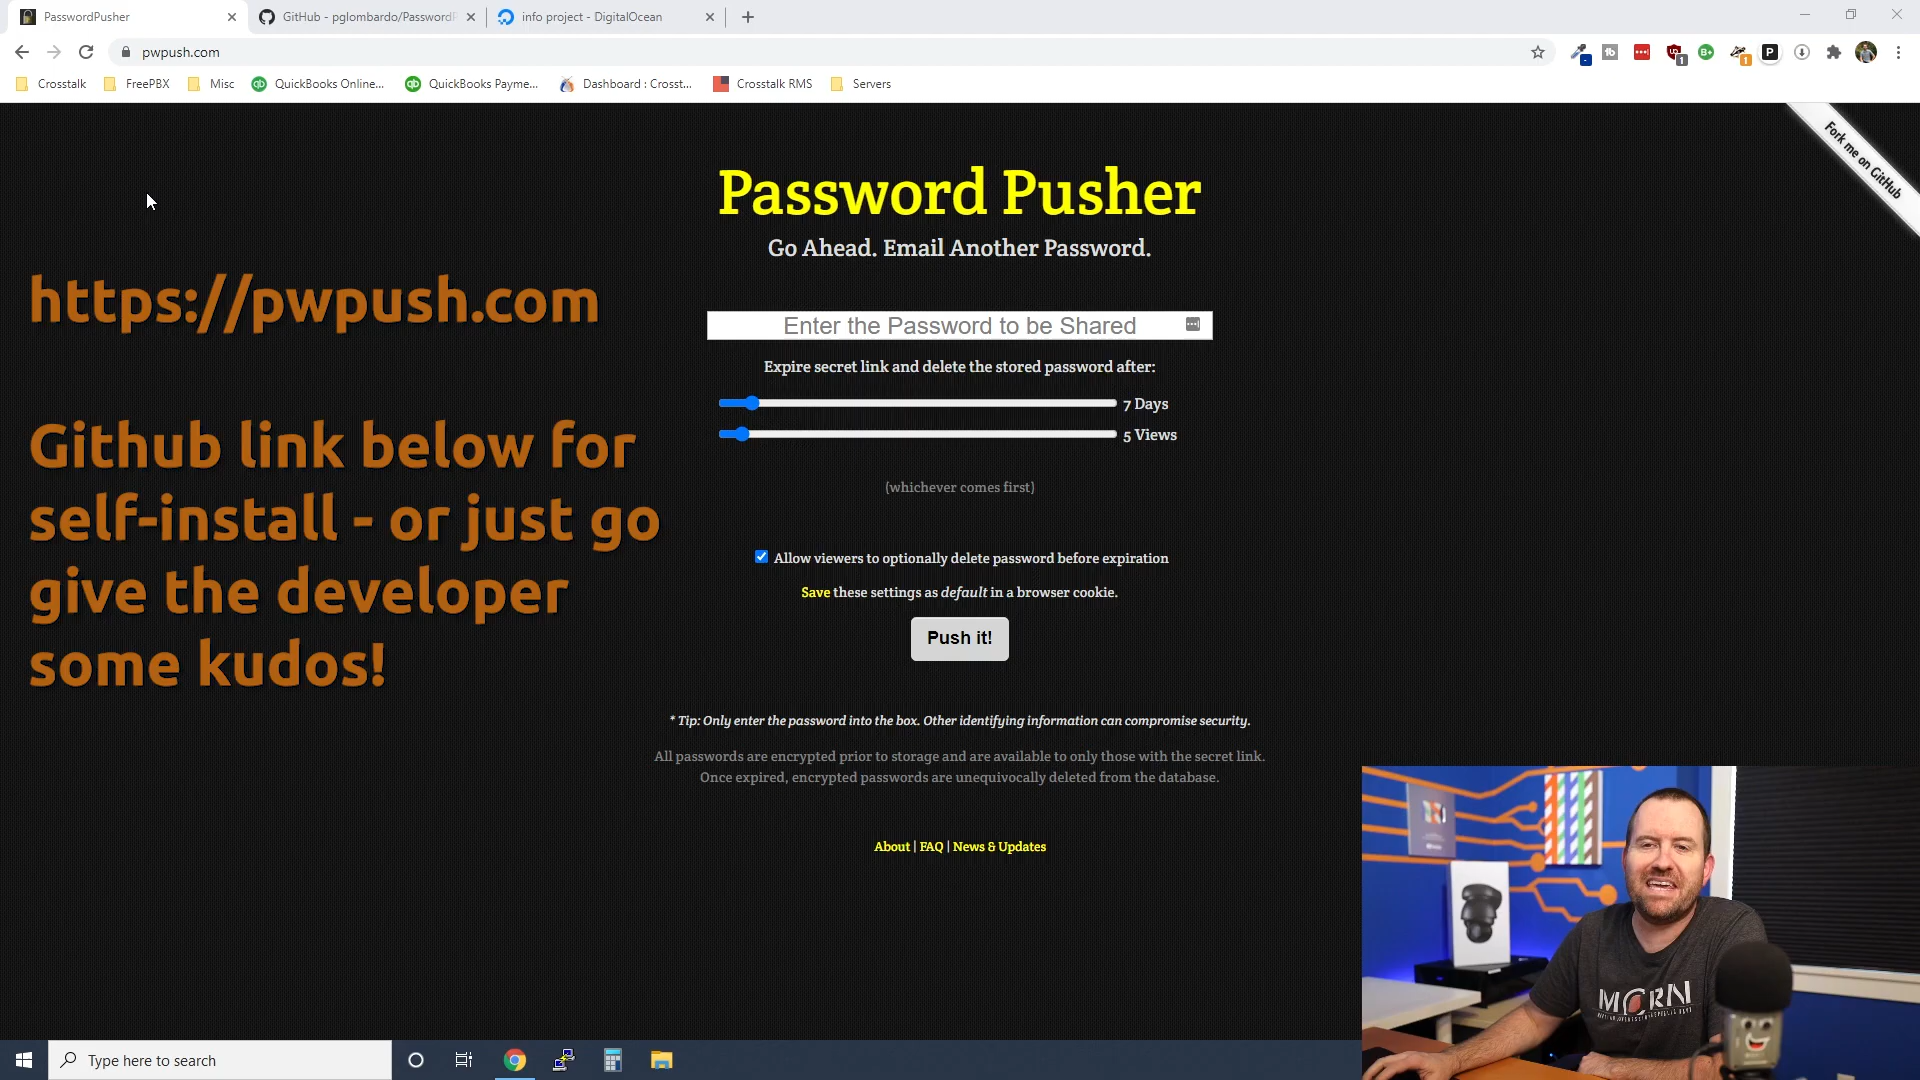 PasswordPusher
GitHub - pglombardo/PasswordP
info project - DigitalOcean
pwpush.com
Crosstalk
FreePBX
Misc
QuickBooks Online...
QuickBooks Payme...
Dashboard : Crosst...
Crosstalk RMS
Servers
Fork me on GitHub
Password Pusher
Go Ahead. Email Another Password.
https://pwpush.com
Github link below for
self-install - or just go
give the developer
some kudos!
Enter the Password to be Shared
Expire secret link and delete the stored password after:
7 Days
5 Views
(whichever comes first)
Allow viewers to optionally delete password before expiration
Save these settings as default in a browser cookie.
Push it!
* Tip: Only enter the password into the box. Other identifying information can compromise security.
All passwords are encrypted prior to storage and are available to only those with the secret link.
Once expired, encrypted passwords are unequivocally deleted from the database.
About | FAQ | News & Updates
MCRN
Type here to search